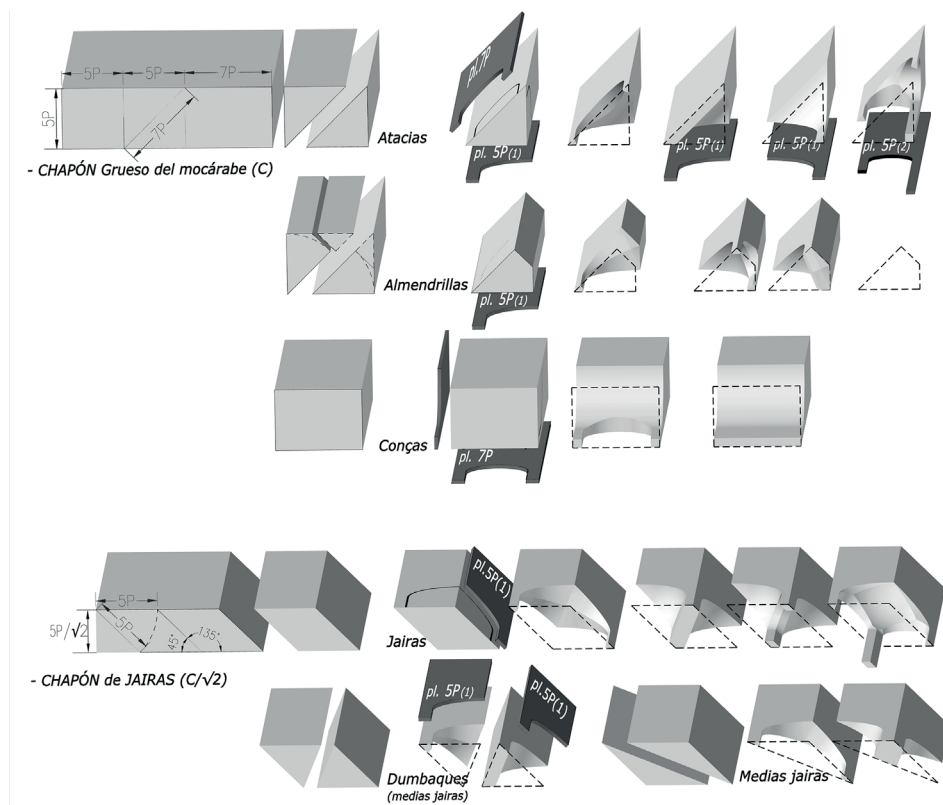 5P 5P 7P
5P
7P
- CHAPÓN Grueso del mocárabe (C)
Atacias
pl.7P
pl. 5P(1)
pl. 5P(1)
pl. 5P(1)
pl. 5P(2)
Almendrillas
pl. 5P(1)
Conças
pl. 7P
5P
5P/√2
5P
45°
135°
- CHAPÓN de JAIRAS (C/√2)
Jairas
pl.5P(1)
pl. 5P(1)
pl.5P(1)
Dumbaques
(medias jairas)
Medias jairas